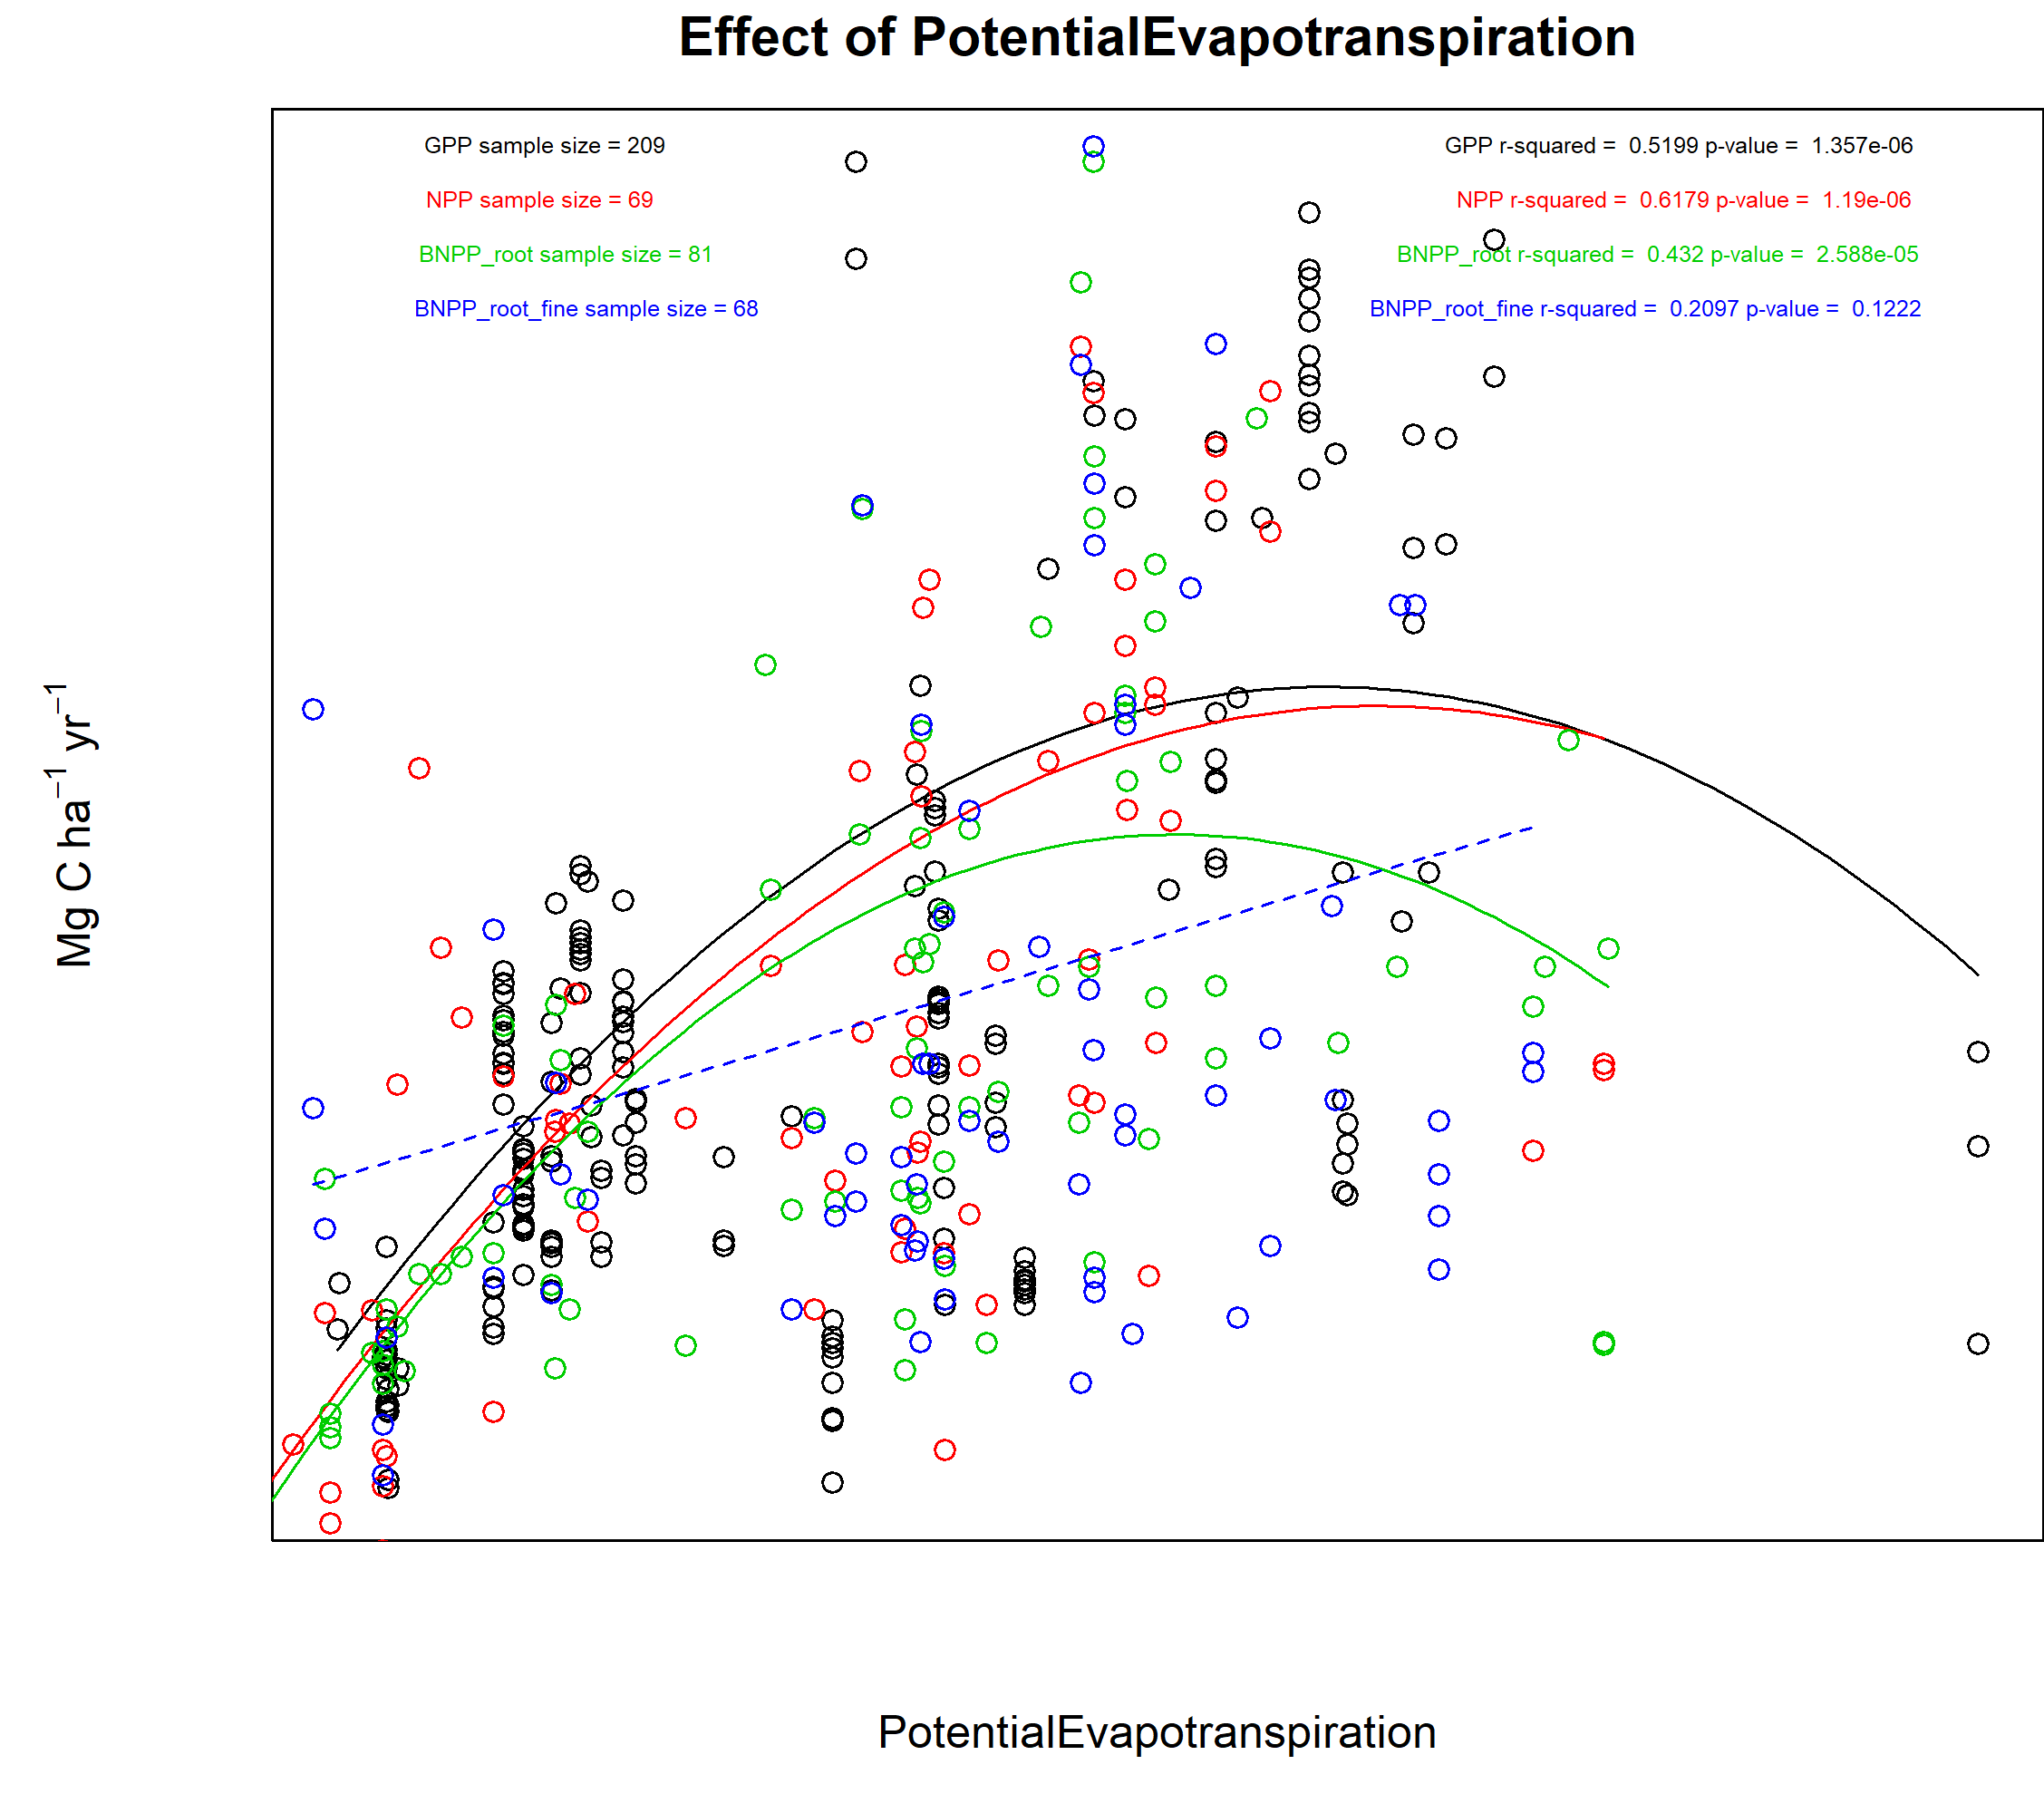 Effect of PotentialEvapotranspiration
GPP sample size = 209
NPP sample size = 69
BNPP_root sample size = 81
BNPP_root_fine sample size = 68
GPP r-squared = 0.5199 p-value = 1.357e-06
NPP r-squared = 0.6179 p-value = 1.19e-06
BNPP_root r-squared = 0.432 p-value = 2.588e-05
BNPP_root_fine r-squared = 0.2097 p-value = 0.1222
Mg C ha⁻¹ yr⁻¹
PotentialEvapotranspiration